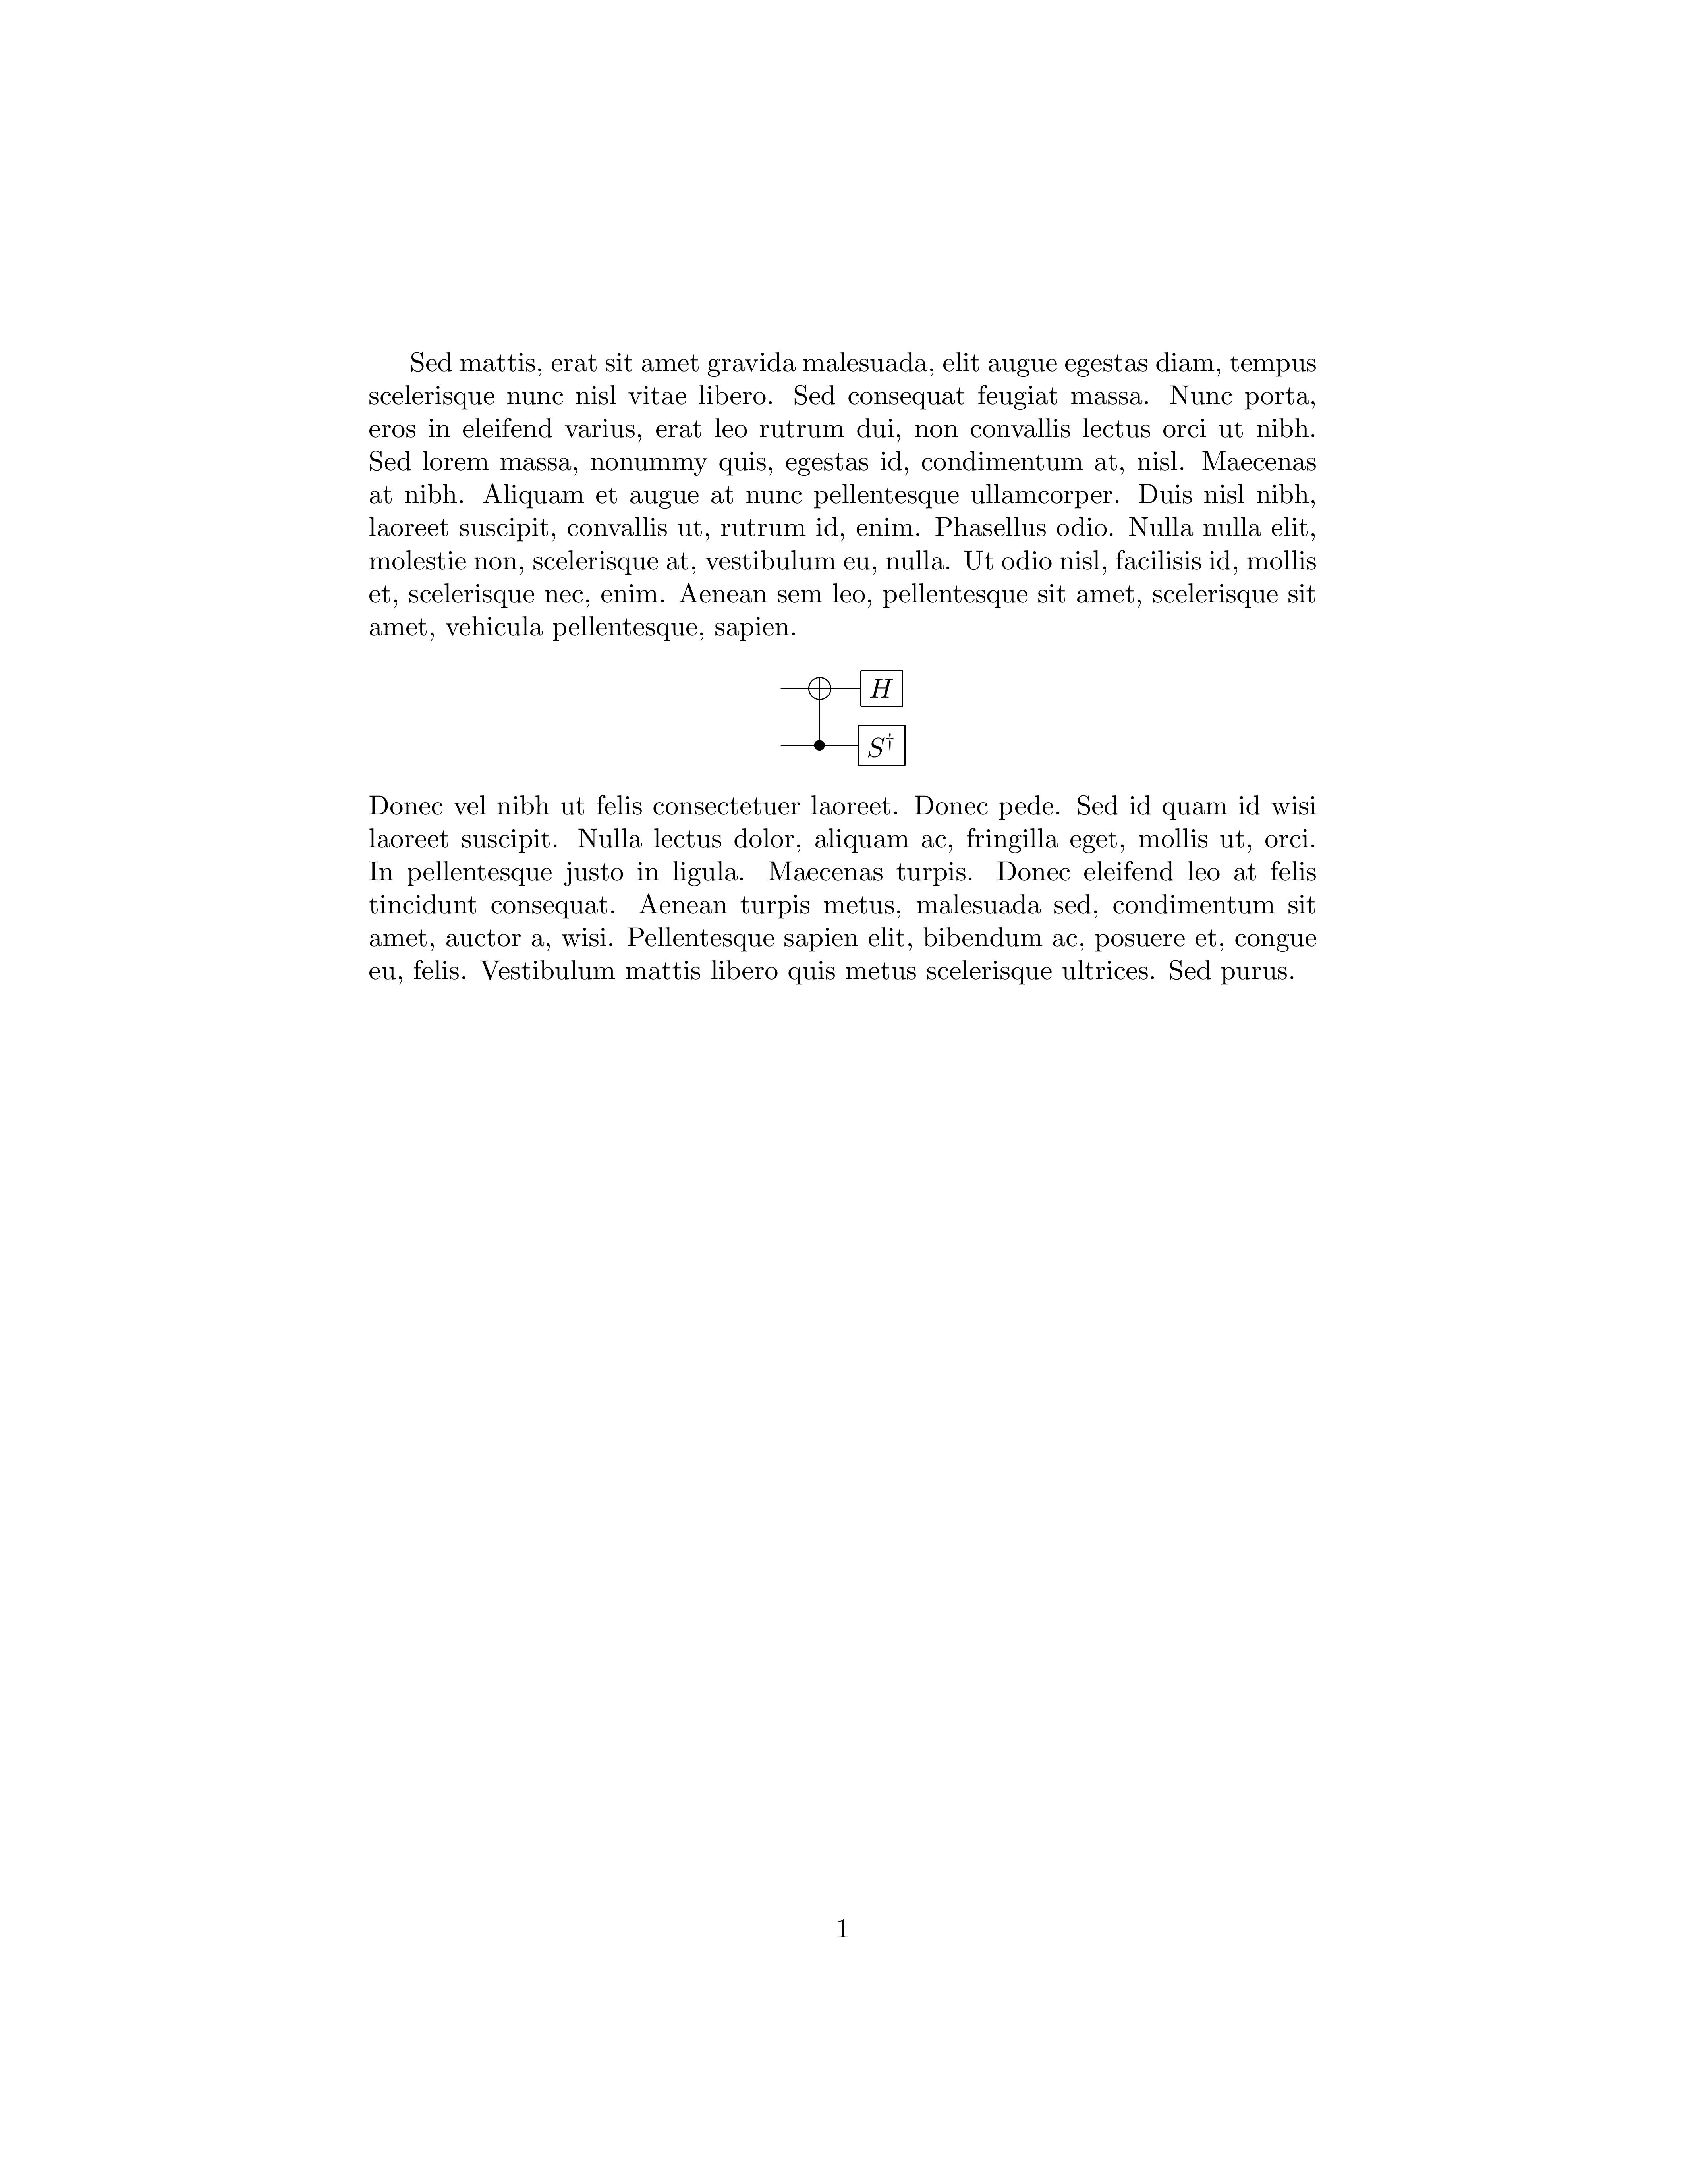 Sed mattis, erat sit amet gravida malesuada, elit augue egestas diam, tempus
scelerisque nunc nisl vitae libero. Sed consequat feugiat massa. Nunc porta,
eros in eleifend varius, erat leo rutrum dui, non convallis lectus orci ut nibh.
Sed lorem massa, nonummy quis, egestas id, condimentum at, nisl. Maecenas
at nibh. Aliquam et augue at nunc pellentesque ullamcorper. Duis nisl nibh,
laoreet suscipit, convallis ut, rutrum id, enim. Phasellus odio. Nulla nulla elit,
molestie non, scelerisque at, vestibulum eu, nulla. Ut odio nisl, facilisis id, mollis
et, scelerisque nec, enim. Aenean sem leo, pellentesque sit amet, scelerisque sit
amet, vehicula pellentesque, sapien.
H
S†
Donec vel nibh ut felis consectetuer laoreet. Donec pede. Sed id quam id wisi
laoreet suscipit. Nulla lectus dolor, aliquam ac, fringilla eget, mollis ut, orci.
In pellentesque justo in ligula. Maecenas turpis. Donec eleifend leo at felis
tincidunt consequat. Aenean turpis metus, malesuada sed, condimentum sit
amet, auctor a, wisi. Pellentesque sapien elit, bibendum ac, posuere et, congue
eu, felis. Vestibulum mattis libero quis metus scelerisque ultrices. Sed purus.
1